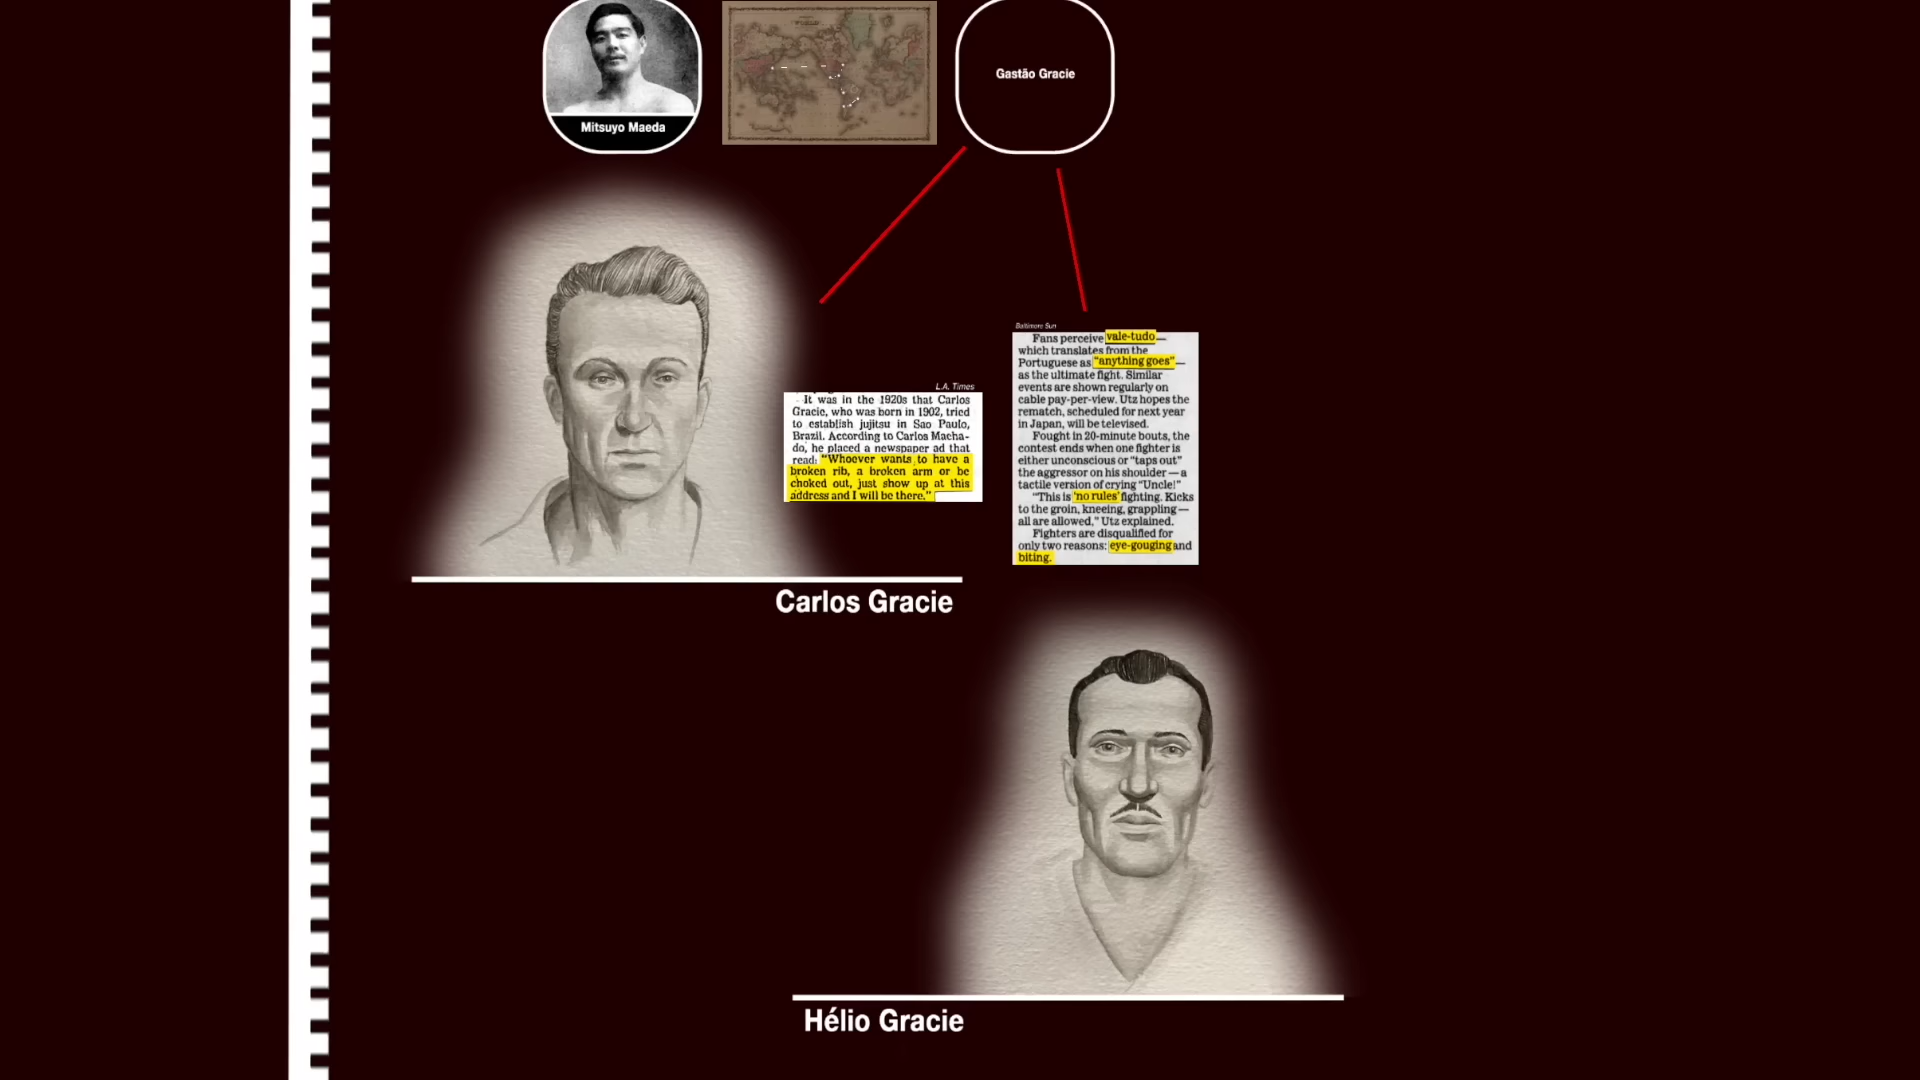 WORLD
Gastão Gracie
Mitsuyo Maeda
Baltimore Sun
Fans perceive vale-tudo—
which translates from the
Portuguese as "anything goes"—
as the ultimate fight. Similar
events are shown regularly on
cable pay-per-view. Utz hopes the
rematch, scheduled for next year
in Japan, will be televised.
Fought in 20-minute bouts, the
contest ends when one fighter is
either unconscious or "taps out"
the aggressor on his shoulder — a
tactile version of crying "Uncle!"
"This is 'no rules' fighting. Kicks
to the groin, kneeing, grappling —
all are allowed," Utz explained.
Fighters are disqualified for
only two reasons: eye-gouging and
biting.
L.A. Times
It was in the 1920s that Carlos
Gracie, who was born in 1902, tried
to establish jujitsu in Sao Paulo,
Brazil. According to Carlos Macha-
do, he placed a newspaper ad that
read: "Whoever wants to have a
broken rib, a broken arm or be
choked out, just show up at this
address and I will be there."
Carlos Gracie
Hélio Gracie